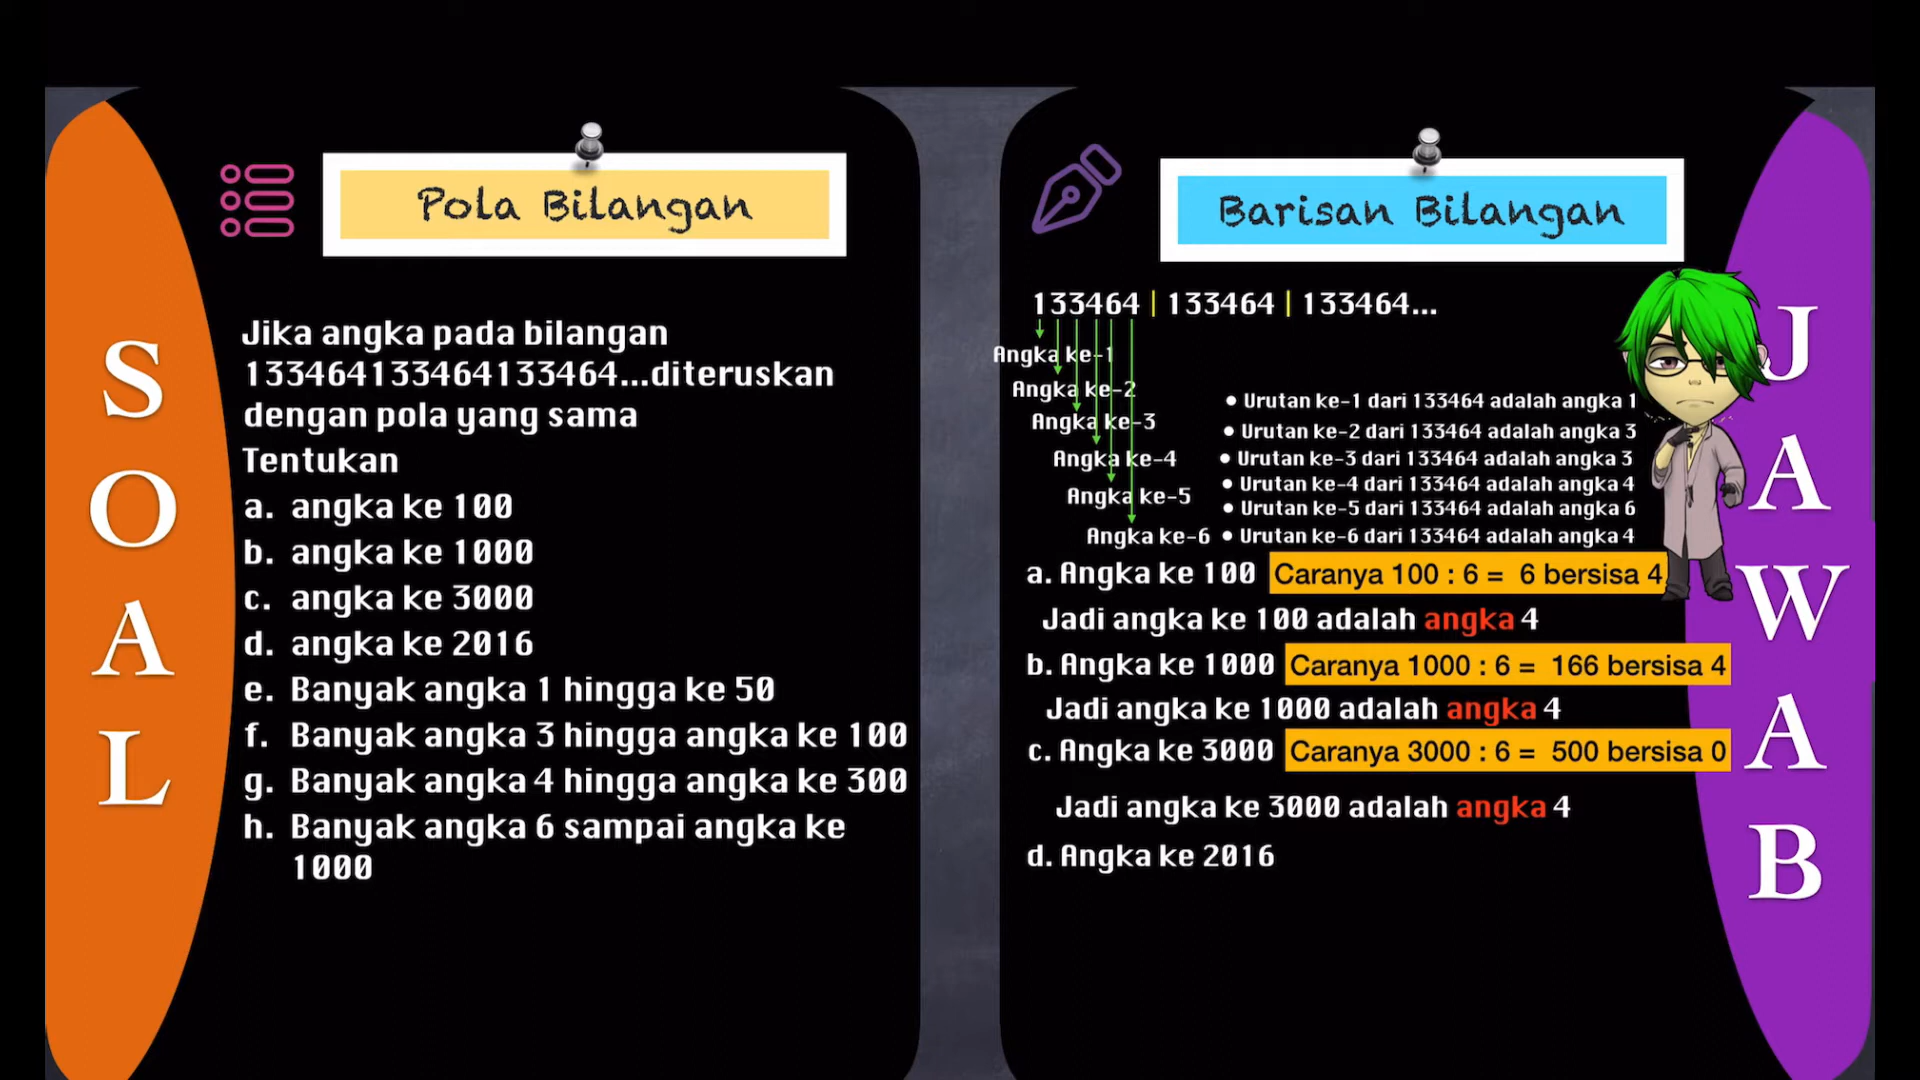 SOAL
Pola Bilangan
Jika angka pada bilangan
133464133464133464...diteruskan
dengan pola yang sama
Tentukan
a. angka ke 100
b. angka ke 1000
c. angka ke 3000
d. angka ke 2016
e. Banyak angka 1 hingga ke 50
f. Banyak angka 3 hingga angka ke 100
g. Banyak angka 4 hingga angka ke 300
h. Banyak angka 6 sampai angka ke
1000
Barisan Bilangan
133464 | 133464 | 133464...
Angka ke-1
Angka ke-2
Angka ke-3
Angka ke-4
Angka ke-5
Angka ke-6
• Urutan ke-1 dari 133464 adalah angka 1
• Urutan ke-2 dari 133464 adalah angka 3
• Urutan ke-3 dari 133464 adalah angka 3
• Urutan ke-4 dari 133464 adalah angka 4
• Urutan ke-5 dari 133464 adalah angka 6
• Urutan ke-6 dari 133464 adalah angka 4
a. Angka ke 100 Caranya 100 : 6 = 6 bersisa 4
Jadi angka ke 100 adalah angka 4
b. Angka ke 1000 Caranya 1000 : 6 = 166 bersisa 4
Jadi angka ke 1000 adalah angka 4
c. Angka ke 3000 Caranya 3000 : 6 = 500 bersisa 0
Jadi angka ke 3000 adalah angka 4
d. Angka ke 2016
JAWAB